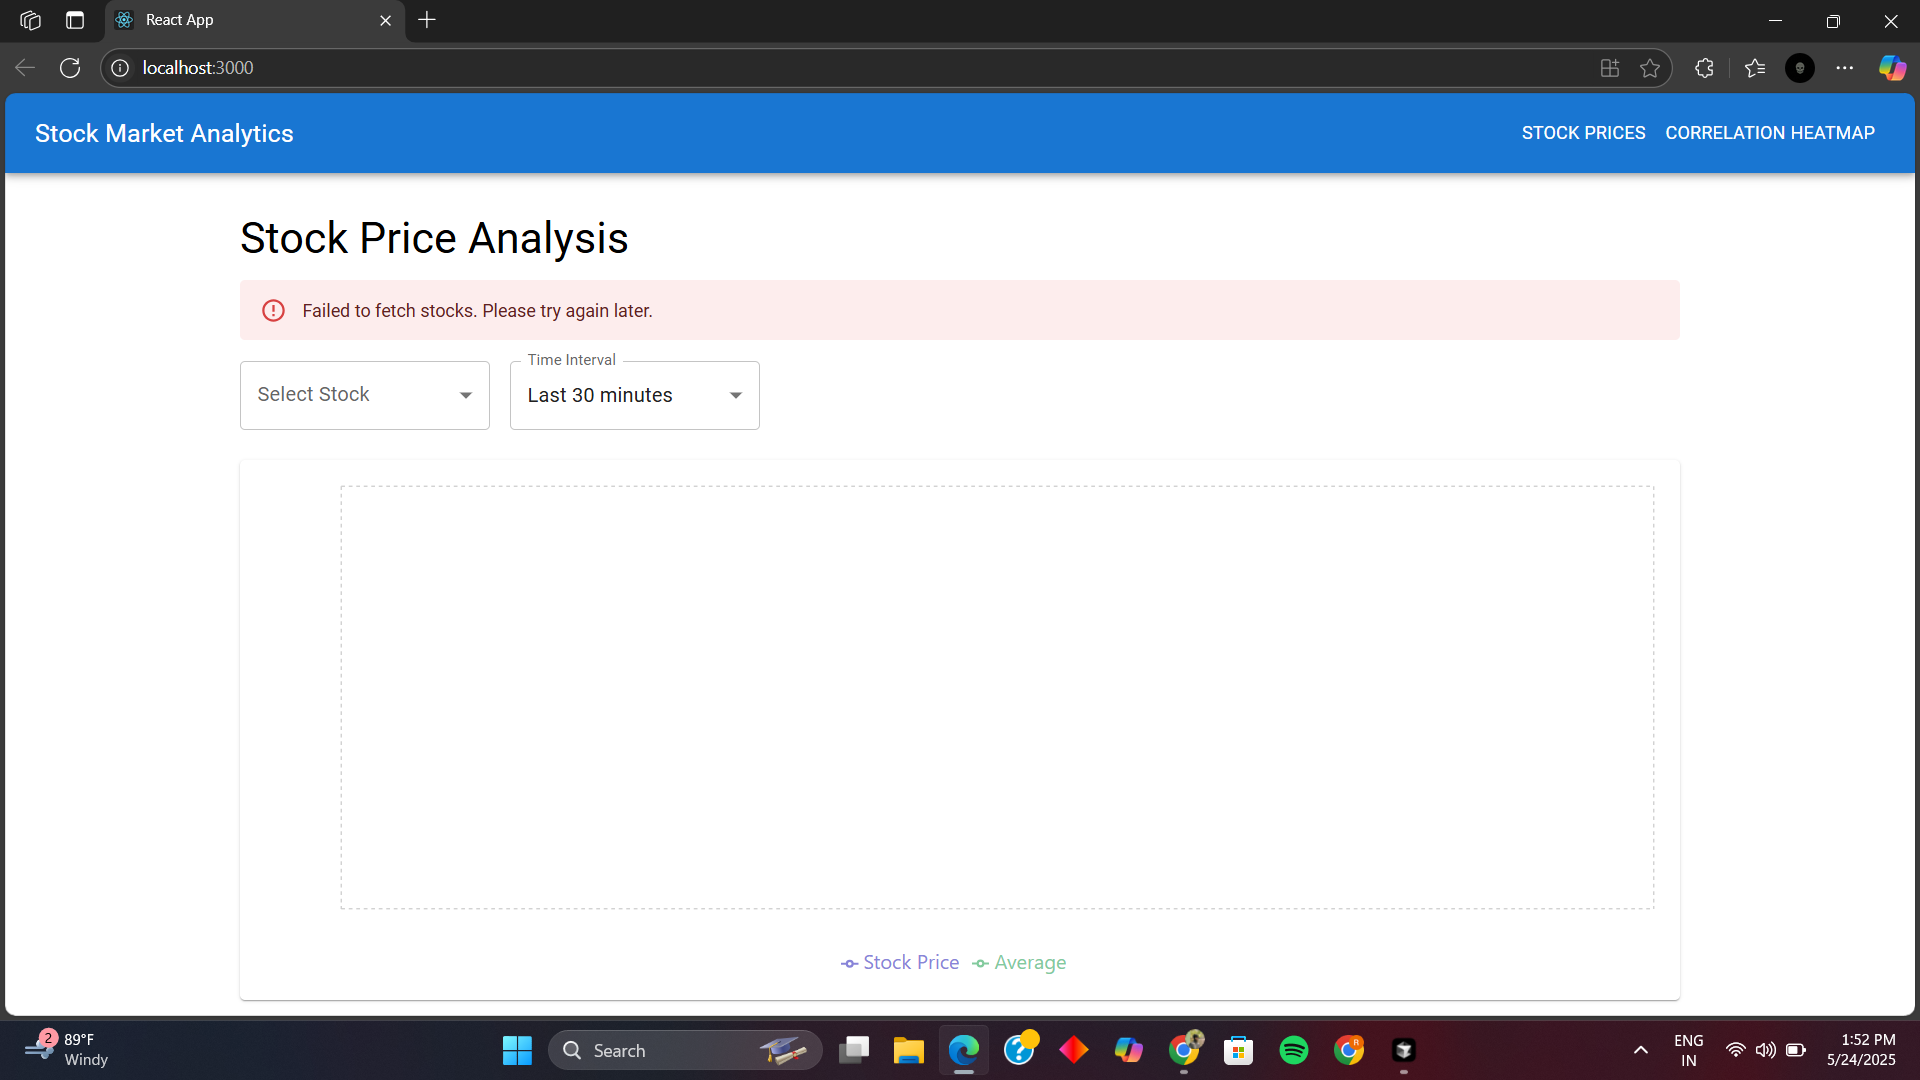 React App
localhost:3000
Stock Market Analytics
STOCK PRICES
CORRELATION HEATMAP
Stock Price Analysis
Failed to fetch stocks. Please try again later.
Select Stock
Time Interval
Last 30 minutes
Stock Price
Average
2
89°F
Windy
Search
R
ENG
IN
1:52 PM
5/24/2025